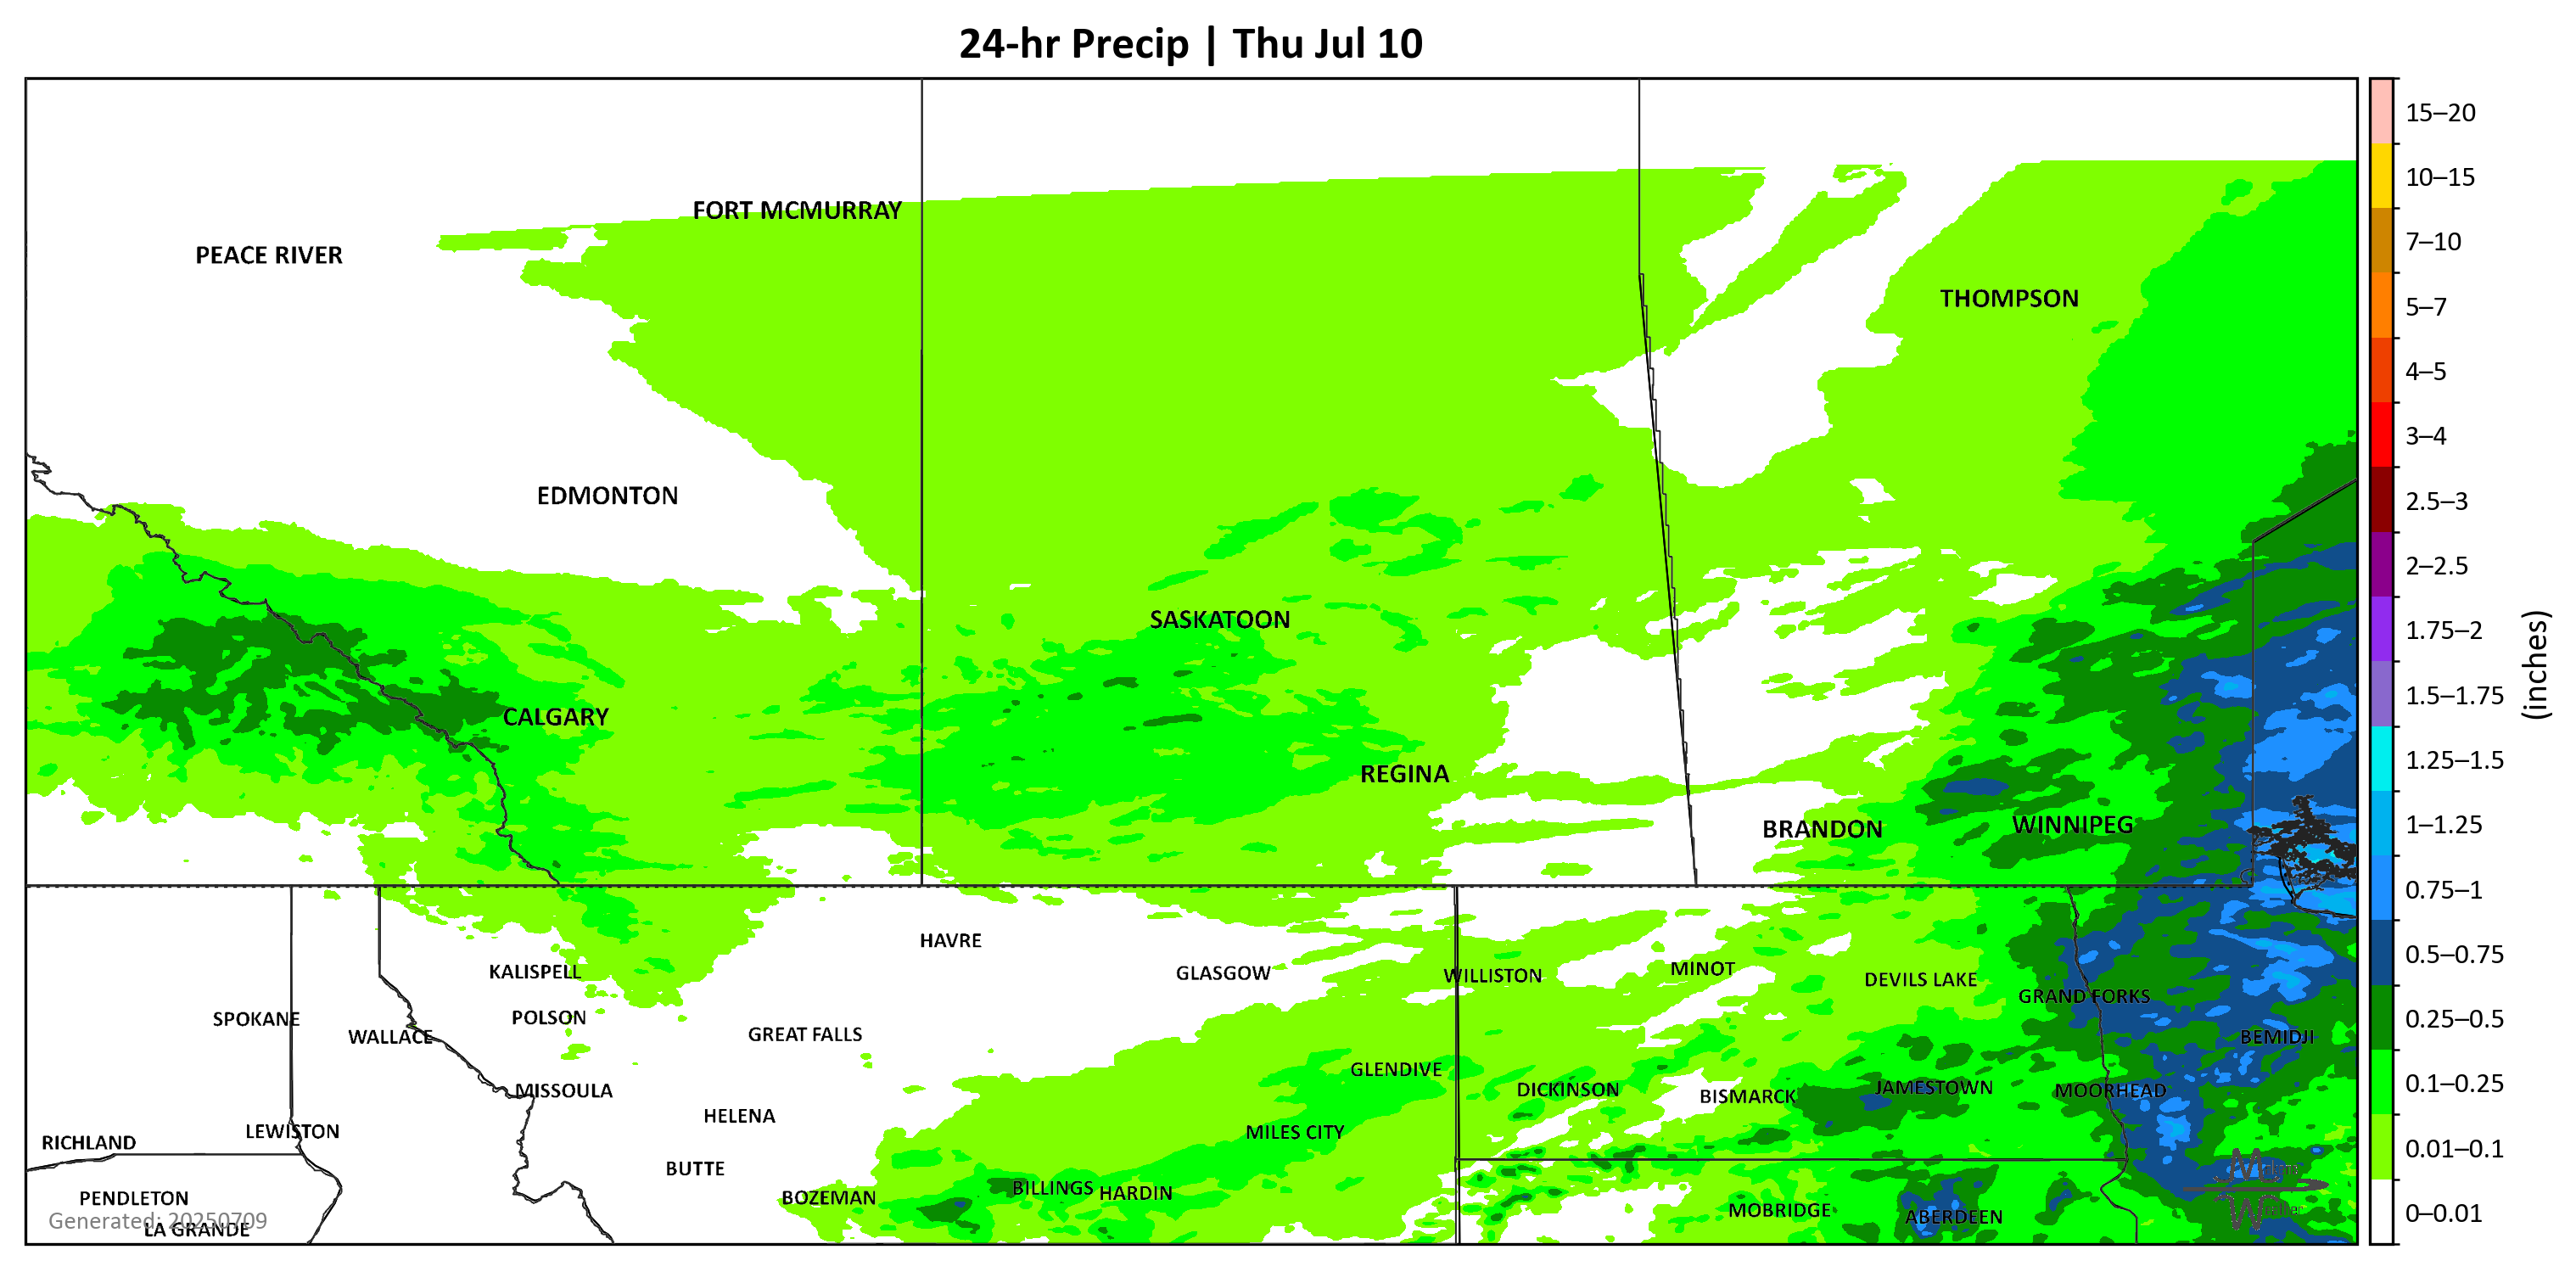 24-hr Precip | Thu Jul 10
FORT MCMURRAY
PEACE RIVER
THOMPSON
EDMONTON
SASKATOON
CALGARY
REGINA
BRANDON
WINNIPEG
HAVRE
KALISPELL
GLASGOW
WILLISTON
MINOT
DEVILS LAKE
GRAND FORKS
SPOKANE
WALLACE
POLSON
GREAT FALLS
BEMIDJI
GLENDIVE
MISSOULA
DICKINSON
BISMARCK
JAMESTOWN
MOORHEAD
HELENA
RICHLAND
LEWISTON
MILES CITY
BUTTE
PENDLETON
BOZEMAN
BILLINGS
HARDIN
MOBRIDGE
ABERDEEN
Generated: 20250709
LA GRANDE
15–20
10–15
7–10
5–7
4–5
3–4
2.5–3
2–2.5
1.75–2
1.5–1.75
1.25–1.5
1–1.25
0.75–1
0.5–0.75
0.25–0.5
0.1–0.25
0.01–0.1
0–0.01
(inches)